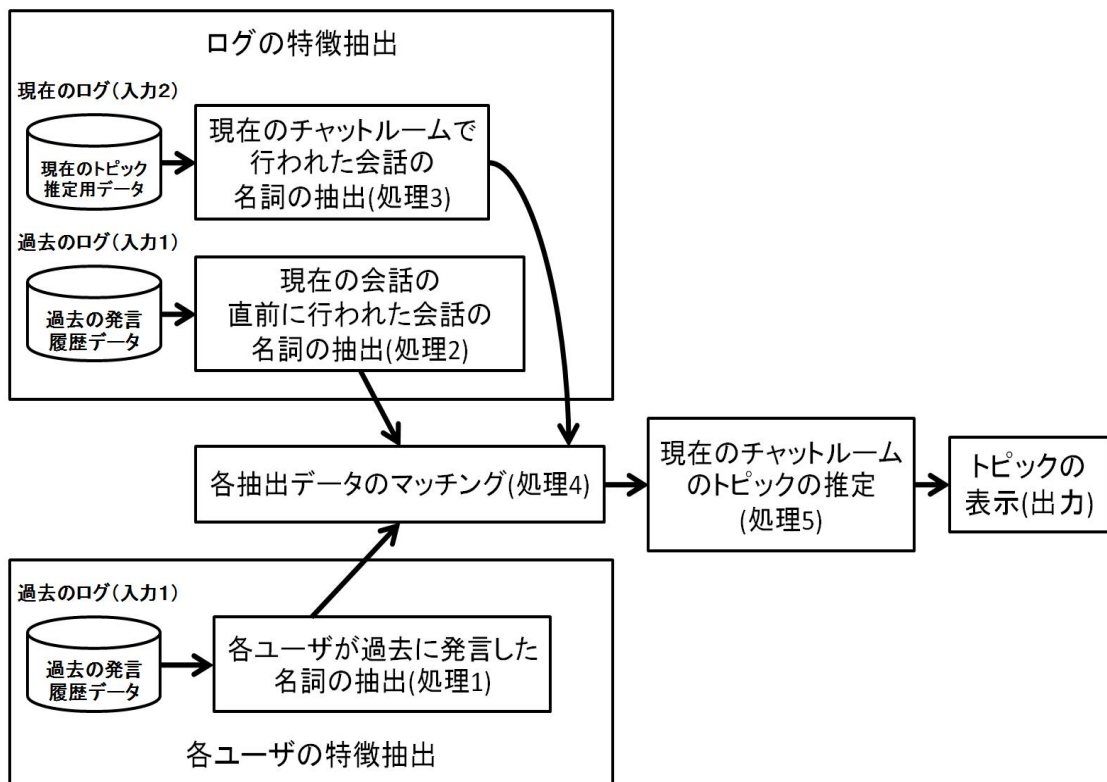 ログの特徴抽出
現在のログ(入力2)
現在のトピック
推定用データ
現在のチャットルームで
行われた会話の
名詞の抽出(処理3)
過去のログ(入力1)
過去の発言
履歴データ
現在の会話の
直前に行われた会話の
名詞の抽出(処理2)
各抽出データのマッチング(処理4)
現在のチャットルーム
のトピックの推定
(処理5)
トピックの
表示(出力)
過去のログ(入力1)
過去の発言
履歴データ
各ユーザが過去に発言した
名詞の抽出(処理1)
各ユーザの特徴抽出